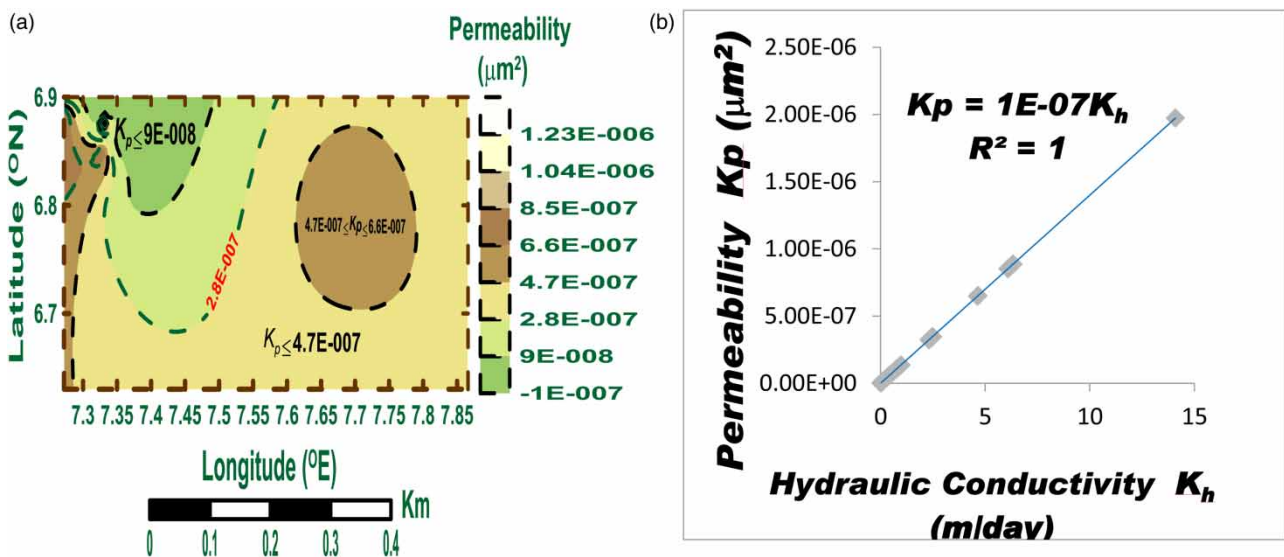 (a)
Permeability
(μm²)
6.9
6.8
6.7
Latitude (ºN)
Kp≤9E-008
2.8E-007
4.7E-007≤Kp≤6.6E-007
Kp≤4.7E-007
1.23E-006
1.04E-006
8.5E-007
6.6E-007
4.7E-007
2.8E-007
9E-008
-1E-007
7.3 7.35 7.4 7.45 7.5 7.55 7.6 7.65 7.7 7.75 7.8 7.85
Longitude (ºE)
Km
0 0.1 0.2 0.3 0.4
(b)
Permeability Kp (μm²)
2.50E-06
2.00E-06
1.50E-06
1.00E-06
5.00E-07
0.00E+00
Kp = 1E-07Kh
R² = 1
0 5 10 15
Hydraulic Conductivity Kh
(m/day)